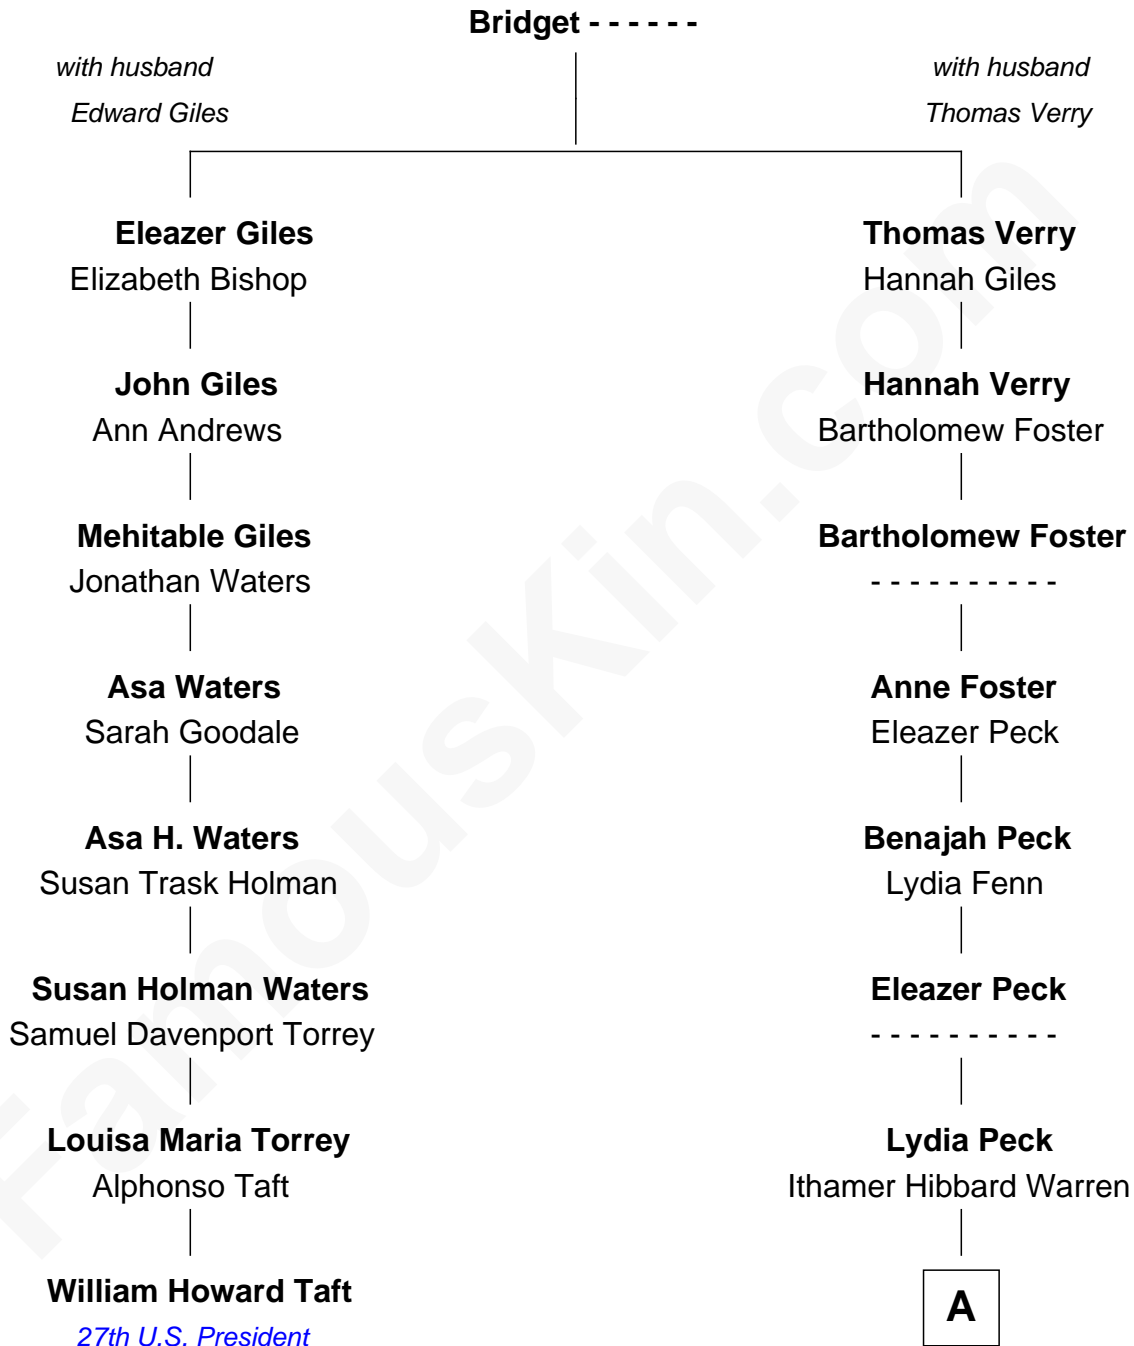 Bridget - - - - - -
with husband
Edward Giles
with husband
Thomas Verry
Eleazer Giles
Elizabeth Bishop
Thomas Verry
Hannah Giles
John Giles
Ann Andrews
Hannah Verry
Bartholomew Foster
Mehitable Giles
Jonathan Waters
Bartholomew Foster
- - - - - - - - - -
Asa Waters
Sarah Goodale
Anne Foster
Eleazer Peck
Asa H. Waters
Susan Trask Holman
Benajah Peck
Lydia Fenn
Susan Holman Waters
Samuel Davenport Torrey
Eleazer Peck
- - - - - - - - - -
Louisa Maria Torrey
Alphonso Taft
Lydia Peck
Ithamer Hibbard Warren
William Howard Taft
27th U.S. President
A
FamousKin.com